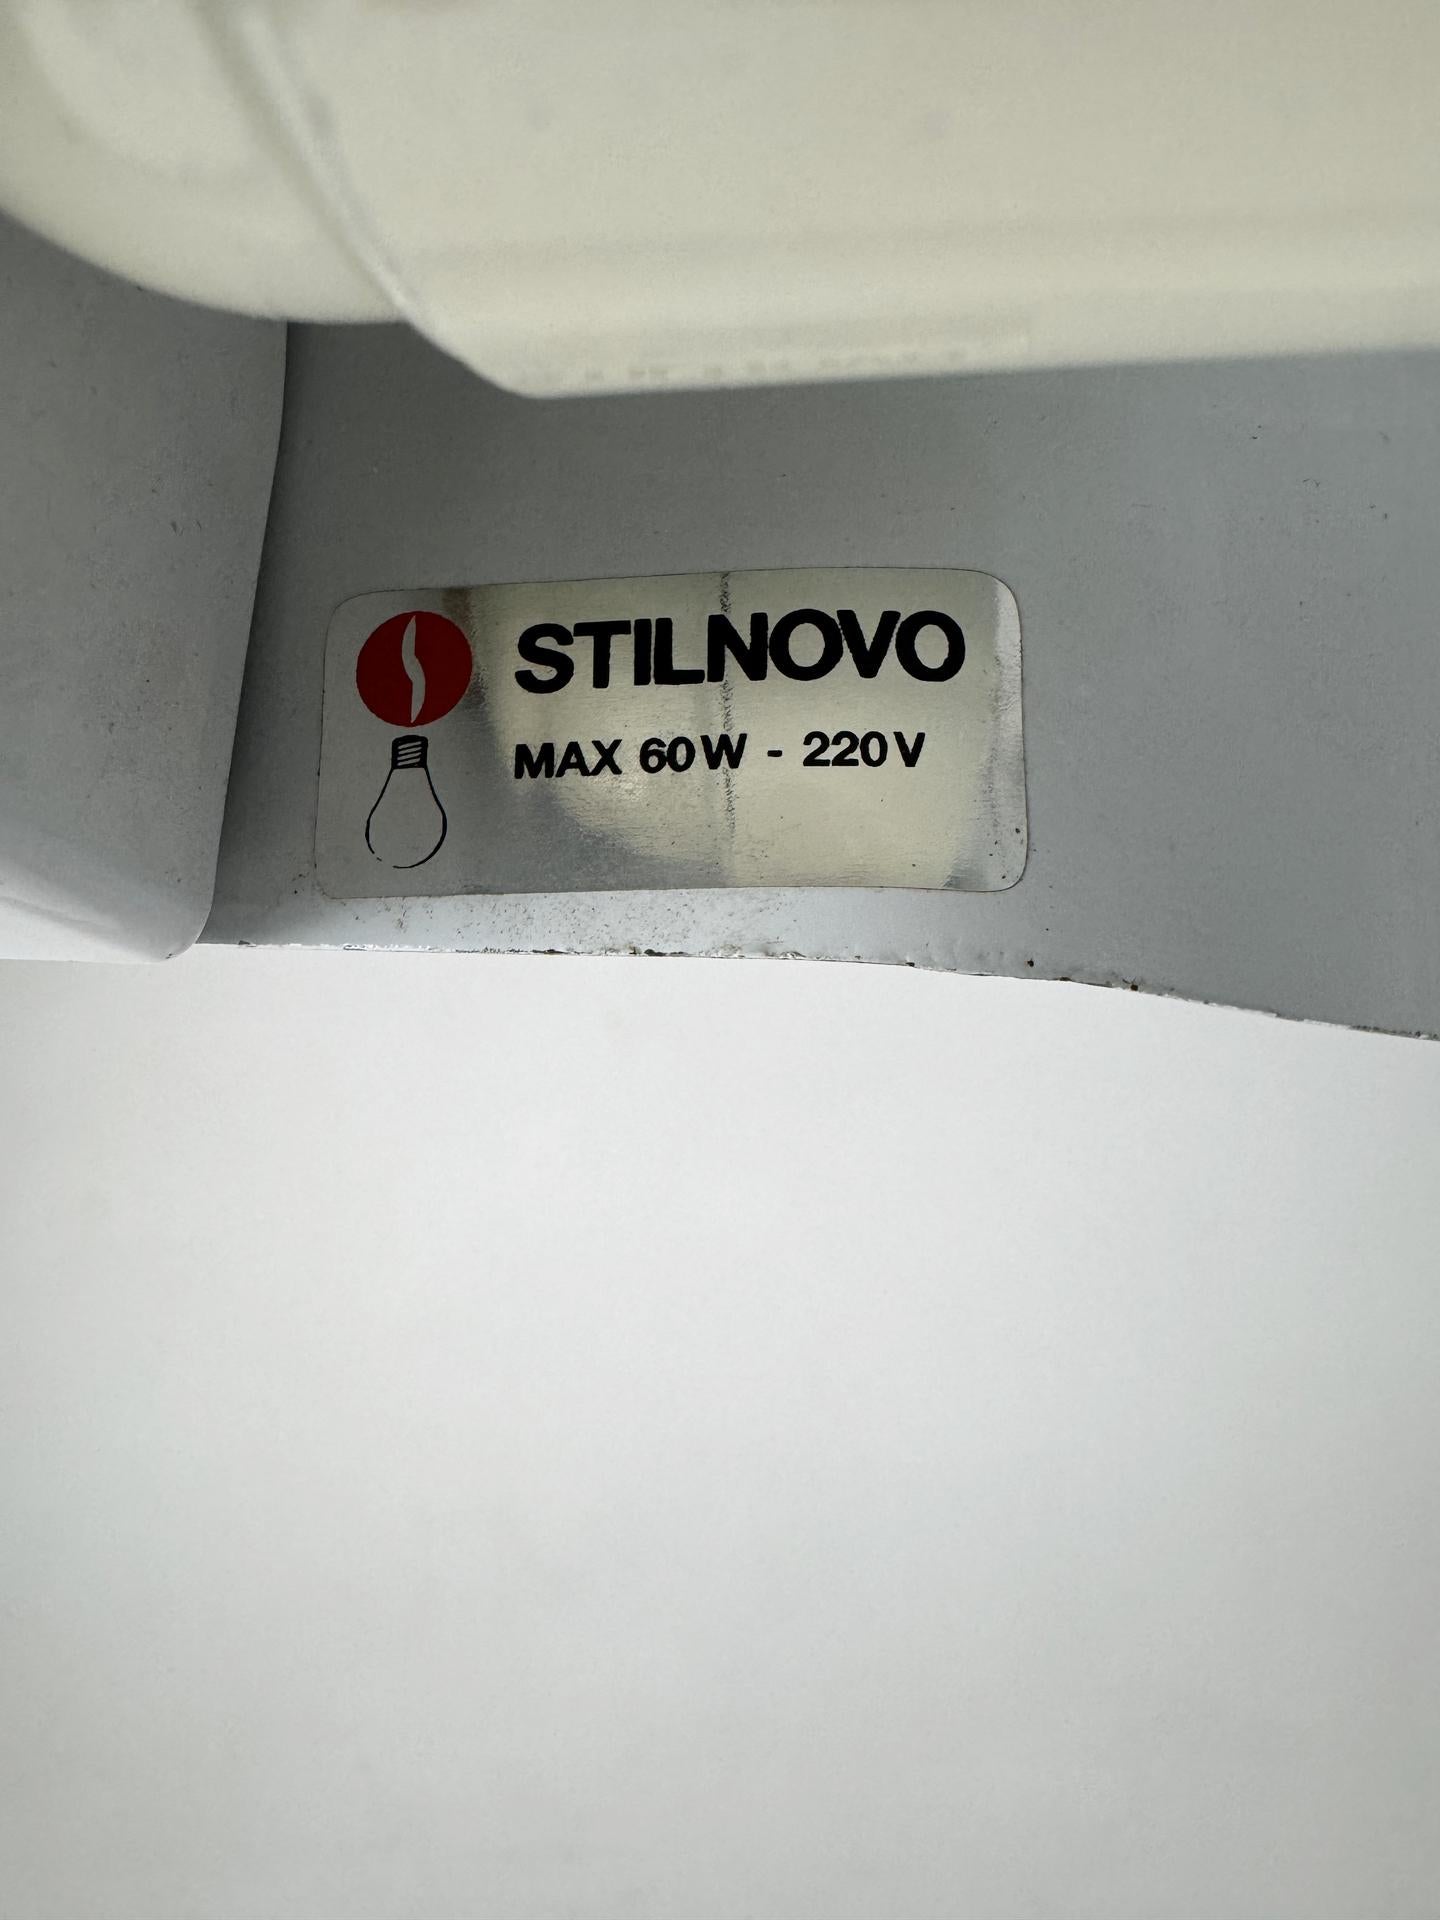 STILNOVO
MAX 60W - 220V